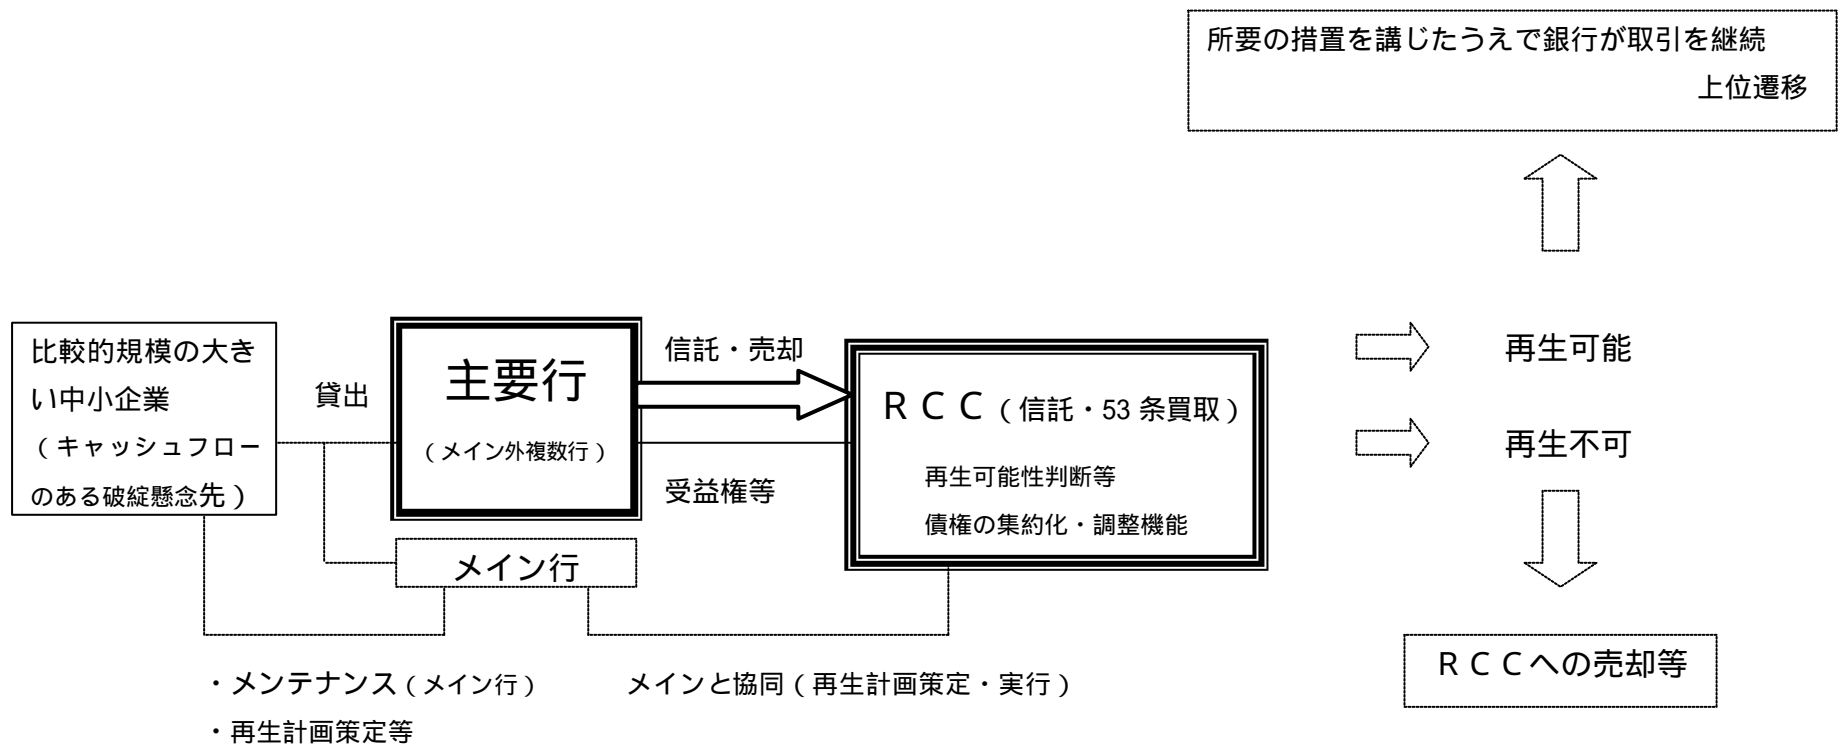 所要の措置を講じたうえで銀行が取引を継続
上位遷移
比較的規模の大き
い中小企業
（キャッシュフロー
のある破綻懸念先）
貸出
主要行
（メイン外複数行）
信託・売却
受益権等
ＲＣＣ（信託・53 条買取）
再生可能性判断等
債権の集約化・調整機能
再生可能
再生不可
メイン行
ＲＣＣへの売却等
・メンテナンス（メイン行）
・再生計画策定等
メインと協同（再生計画策定・実行）